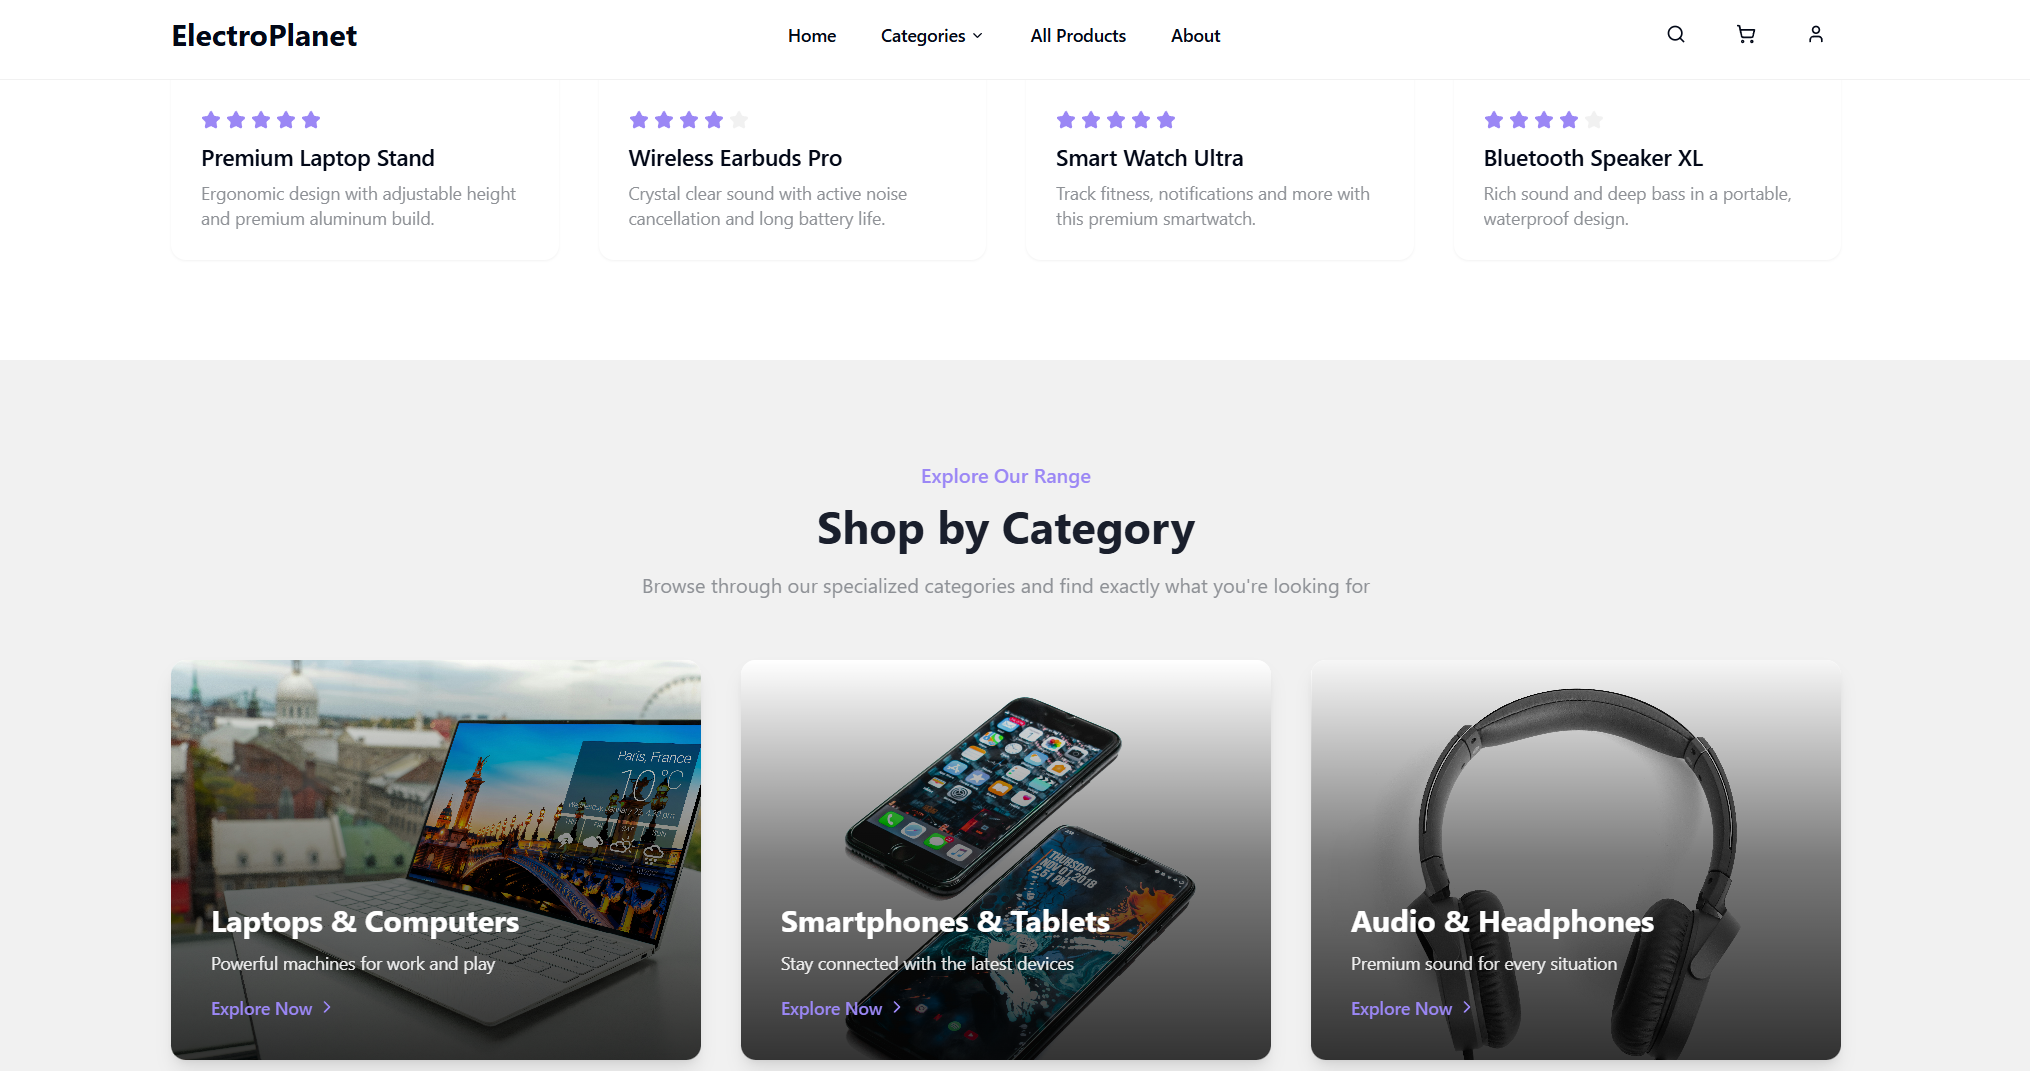 ElectroPlanet
Home
Categories
All Products
About
Premium Laptop Stand
Ergonomic design with adjustable height
and premium aluminum build.
Wireless Earbuds Pro
Crystal clear sound with active noise
cancellation and long battery life.
Smart Watch Ultra
Track fitness, notifications and more with
this premium smartwatch.
Bluetooth Speaker XL
Rich sound and deep bass in a portable,
waterproof design.
Explore Our Range
Shop by Category
Browse through our specialized categories and find exactly what you're looking for
Paris, France
10°C
Laptops & Computers
Powerful machines for work and play
Explore Now
THURSDAY
NOV 01 2018
2:51 PM
Smartphones & Tablets
Stay connected with the latest devices
Explore Now
Audio & Headphones
Premium sound for every situation
Explore Now